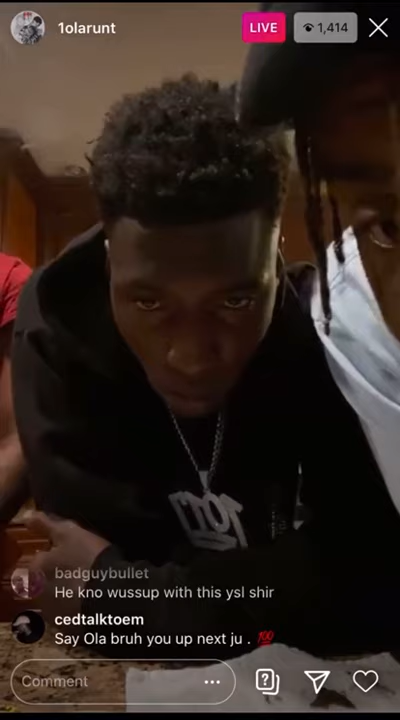 1olarunt
LIVE
1,414
badguybullet
He kno wussup with this ysl shir
cedtalktoem
Say Ola bruh you up next ju . 💯
Comment